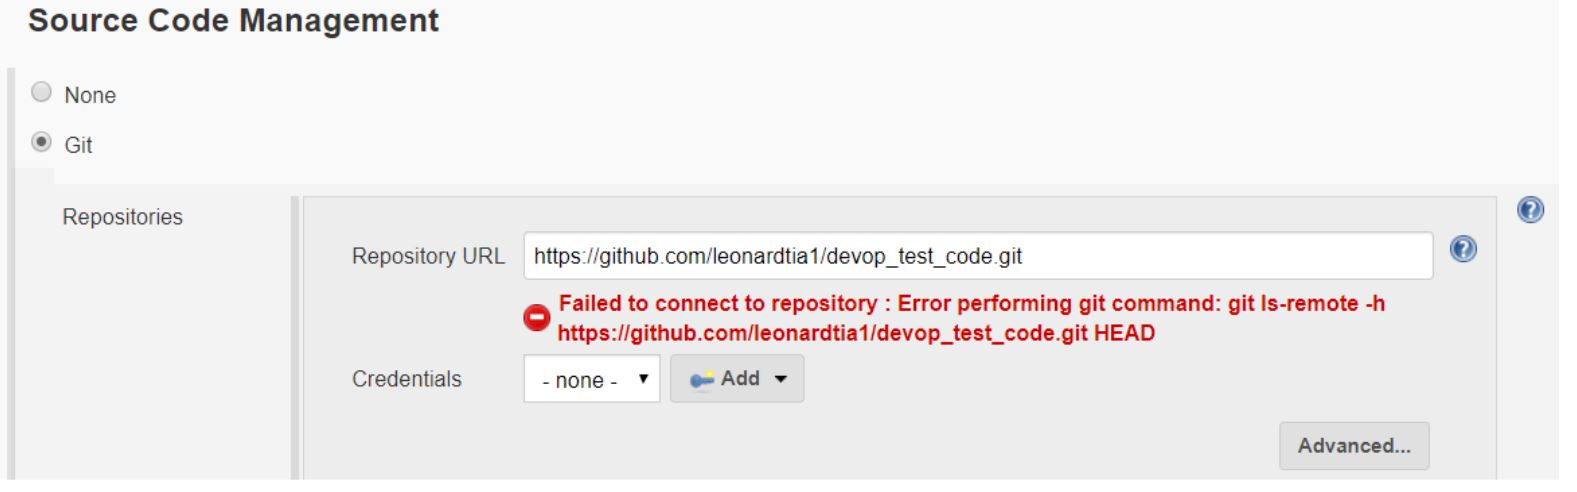 Source Code Management
None
Git
Repositories
Repository URL https://github.com/leonardtia1/devop_test_code.git
Failed to connect to repository : Error performing git command: git ls-remote -h
https://github.com/leonardtia1/devop_test_code.git HEAD
Credentials - none - Add
Advanced...